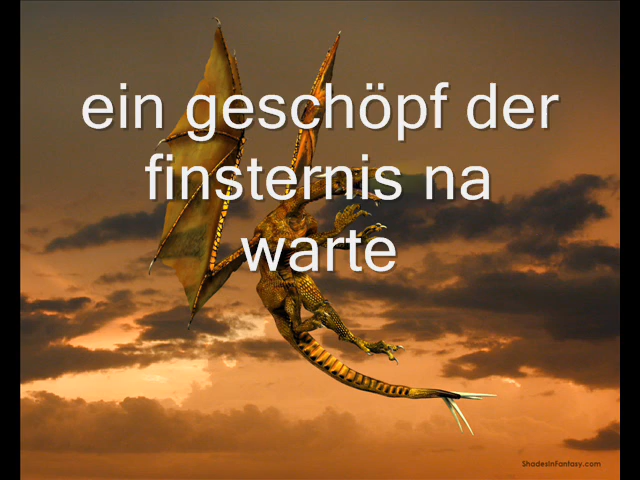 ein geschöpf der
finsternis na
warte
ShadesInfantasy.com